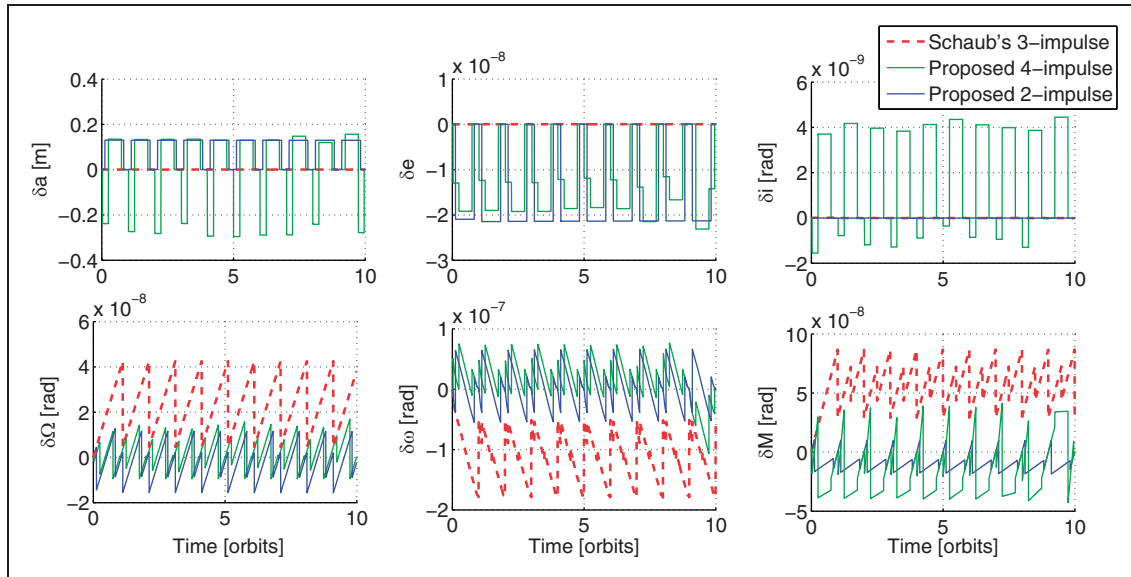 Schaub's 3−impulse
Proposed 4−impulse
Proposed 2−impulse
0.4
0.2
0
−0.2
−0.4
δa [m]
0
5
10
x 10−8
1
0
−1
−2
−3
δe
0
5
10
x 10−9
6
4
2
0
−2
δi [rad]
0
5
10
x 10−8
6
4
2
0
−2
δΩ [rad]
0
5
10
Time [orbits]
x 10−7
1
0
−1
−2
δω [rad]
0
5
10
Time [orbits]
x 10−8
10
5
0
−5
δM [rad]
0
5
10
Time [orbits]